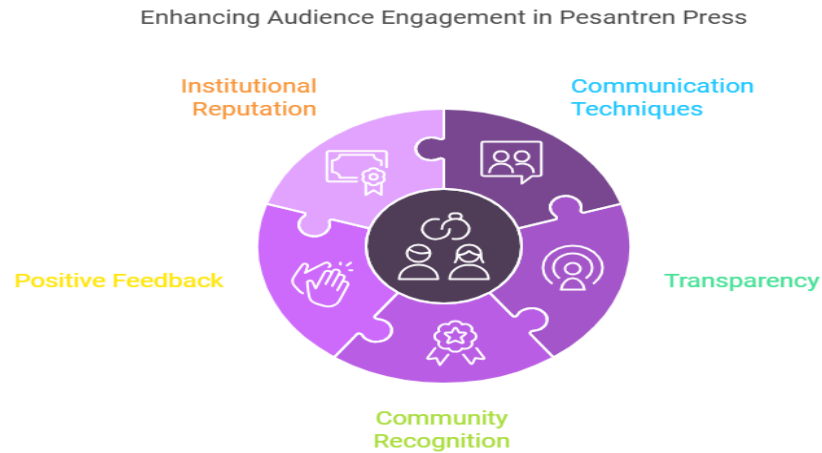 Enhancing Audience Engagement in Pesantren Press
Institutional
Reputation
Communication
Techniques
Positive Feedback
Transparency
Community
Recognition